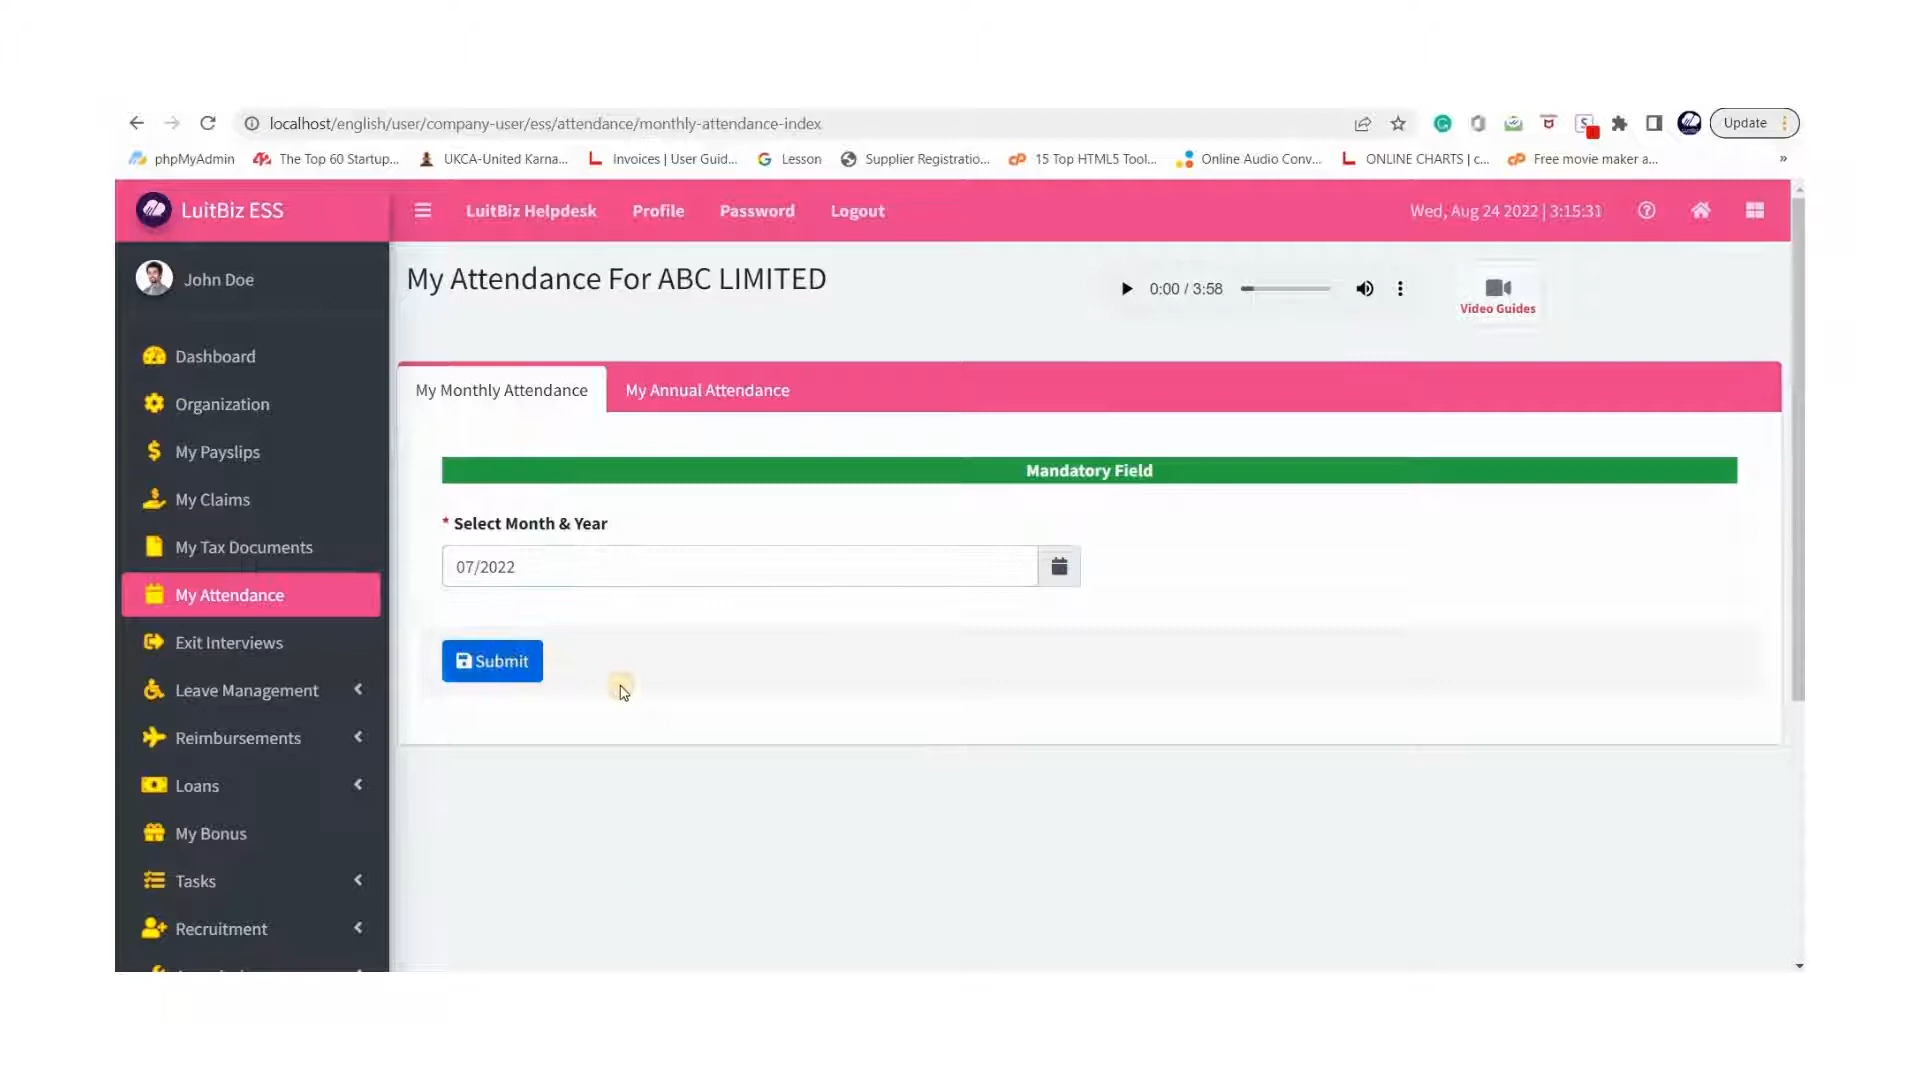 localhost/english/user/company-user/ess/attendance/monthly-attendance-index
Update
phpMyAdmin The Top 60 Startup... UKCA-United Karna... Invoices | User Guid... Lesson Supplier Registratio... 15 Top HTML5 Tool... Online Audio Conv... ONLINE CHARTS | c... Free movie maker a... »
LuitBiz ESS
LuitBiz Helpdesk Profile Password Logout
Wed, Aug 24 2022 | 3:15:31
John Doe
My Attendance For ABC LIMITED
0:00 / 3:58
Video Guides
Dashboard
Organization
My Payslips
My Claims
My Tax Documents
My Attendance
Exit Interviews
Leave Management
Reimbursements
Loans
My Bonus
Tasks
Recruitment
My Monthly Attendance My Annual Attendance
Mandatory Field
* Select Month & Year
07/2022
Submit